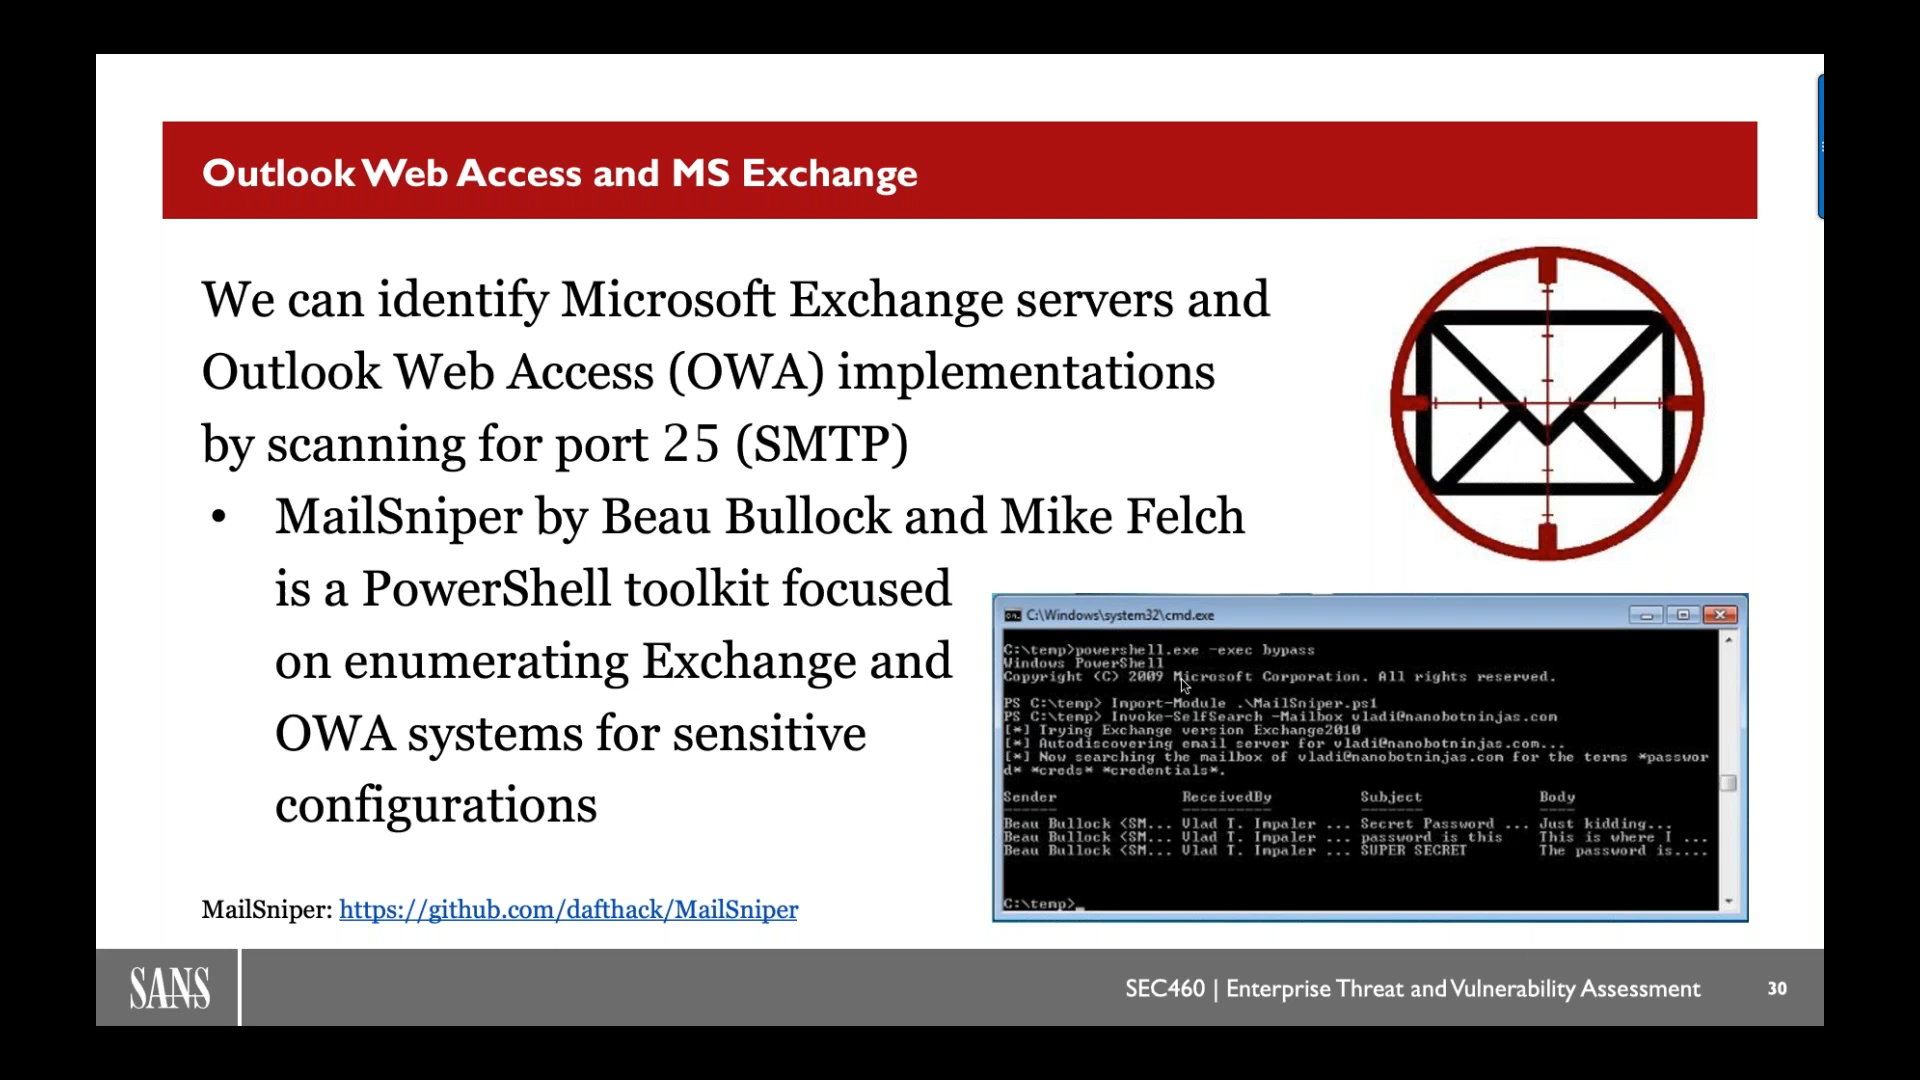 Outlook Web Access and MS Exchange
We can identify Microsoft Exchange servers and
Outlook Web Access (OWA) implementations
by scanning for port 25 (SMTP)
• MailSniper by Beau Bullock and Mike Felch
is a PowerShell toolkit focused
on enumerating Exchange and
OWA systems for sensitive
configurations
C:\Windows\system32\cmd.exe
C:\temp>powershell.exe -exec bypass
Windows PowerShell
Copyright (C) 2009 Microsoft Corporation. All rights reserved.
PS C:\temp> Import-Module .\MailSniper.ps1
PS C:\temp> Invoke-SelfSearch -Mailbox vladi@nanobotninjas.com
[*] Trying Exchange version Exchange2010
[*] Autodiscovering email server for vladi@nanobotninjas.com...
[*] Now searching the mailbox of vladi@nanobotninjas.com for the terms *passwor
d* *creds* *credentials*.
Sender ReceivedBy Subject Body
------ ---------- ------- ----
Beau Bullock <SM... Vlad T. Impaler ... Secret Password ... Just kidding...
Beau Bullock <SM... Vlad T. Impaler ... password is this This is where I ...
Beau Bullock <SM... Vlad T. Impaler ... SUPER SECRET The password is....
C:\temp>_
MailSniper: https://github.com/dafthack/MailSniper
SANS
SEC460 | Enterprise Threat and Vulnerability Assessment 30